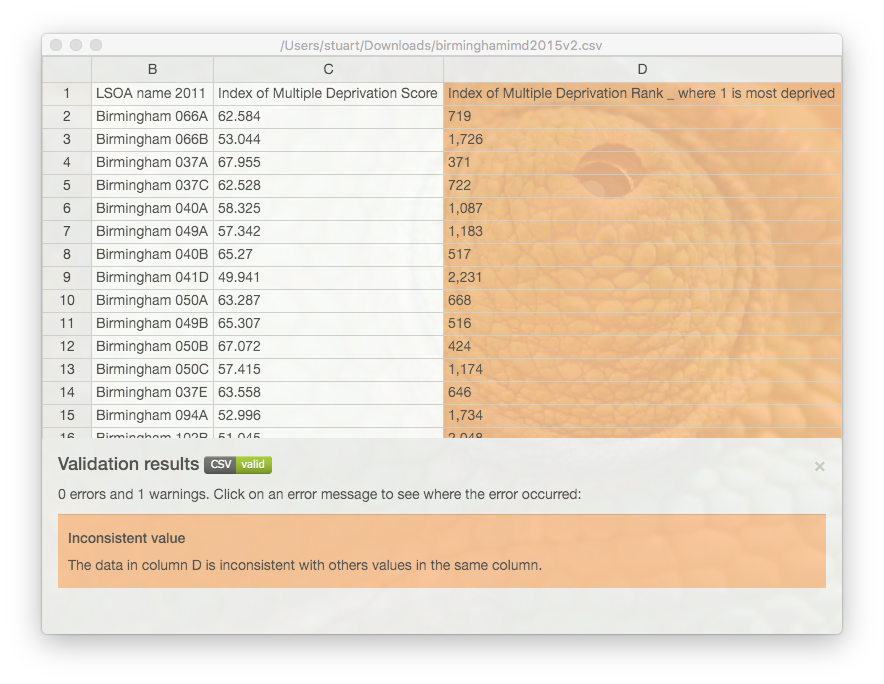 /Users/stuart/Downloads/birminghamimd2015v2.csv
B C D
1 LSOA name 2011 Index of Multiple Deprivation Score Index of Multiple Deprivation Rank _ where 1 is most deprived
2 Birmingham 066A 62.584 719
3 Birmingham 066B 53.044 1,726
4 Birmingham 037A 67.955 371
5 Birmingham 037C 62.528 722
6 Birmingham 040A 58.325 1,087
7 Birmingham 049A 57.342 1,183
8 Birmingham 040B 65.27 517
9 Birmingham 041D 49.941 2,231
10 Birmingham 050A 63.287 668
11 Birmingham 049B 65.307 516
12 Birmingham 050B 67.072 424
13 Birmingham 050C 57.415 1,174
14 Birmingham 037E 63.558 646
15 Birmingham 094A 52.996 1,734
16 Birmingham 102B 51.045 2,048
Validation results CSV valid ×
0 errors and 1 warnings. Click on an error message to see where the error occurred:
Inconsistent value
The data in column D is inconsistent with others values in the same column.